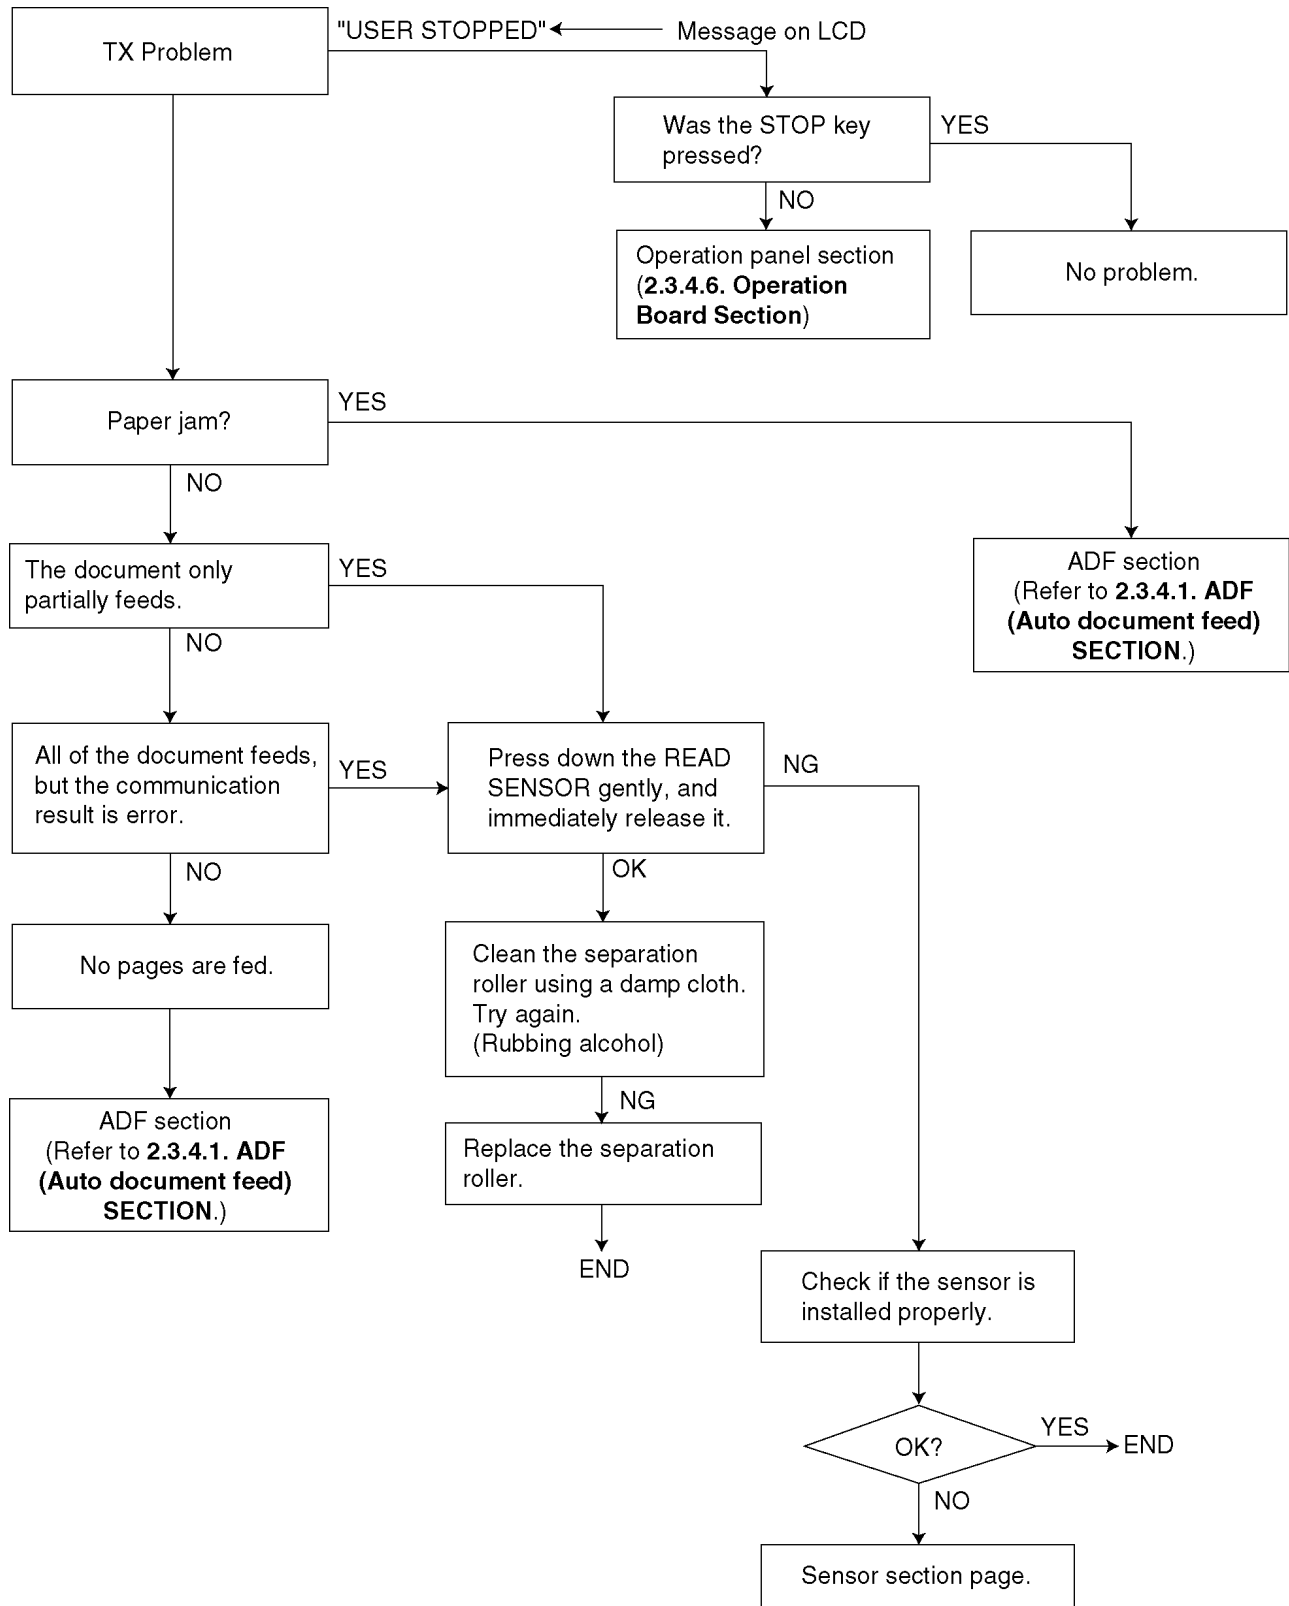 TX Problem
"USER STOPPED"
Message on LCD
Was the STOP key
pressed?
YES
NO
Operation panel section
(2.3.4.6. Operation
Board Section)
No problem.
Paper jam?
YES
NO
The document only
partially feeds.
YES
NO
ADF section
(Refer to 2.3.4.1. ADF
(Auto document feed)
SECTION.)
All of the document feeds,
but the communication
result is error.
YES
NO
Press down the READ
SENSOR gently, and
immediately release it.
NG
OK
No pages are fed.
Clean the separation
roller using a damp cloth.
Try again.
(Rubbing alcohol)
NG
ADF section
(Refer to 2.3.4.1. ADF
(Auto document feed)
SECTION.)
Replace the separation
roller.
END
Check if the sensor is
installed properly.
OK?
YES
END
NO
Sensor section page.